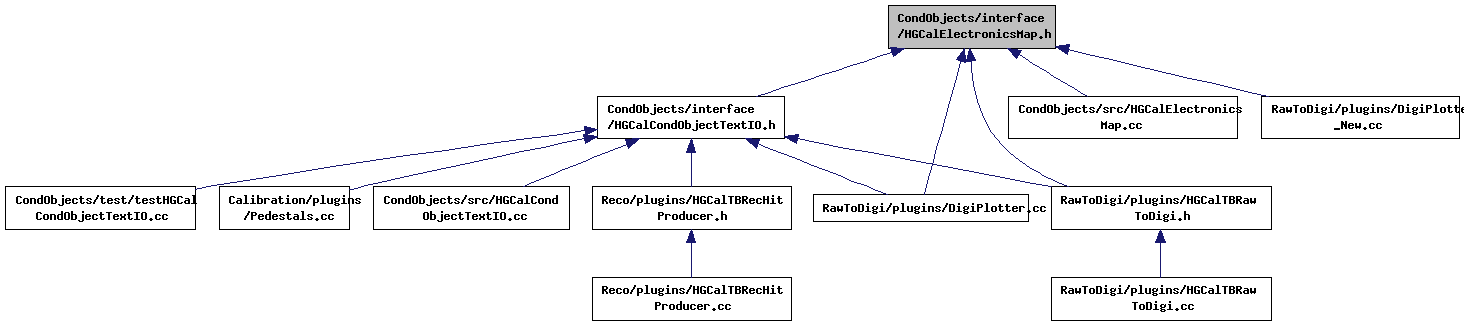 CondObjects/interface
/HGCalElectronicsMap.h
CondObjects/interface
/HGCalCondObjectTextIO.h
CondObjects/src/HGCalElectronics
Map.cc
RawToDigi/plugins/DigiPlotter
_New.cc
CondObjects/test/testHGCal
CondObjectTextIO.cc
Calibration/plugins
/Pedestals.cc
CondObjects/src/HGCalCond
ObjectTextIO.cc
Reco/plugins/HGCalTBRecHit
Producer.h
RawToDigi/plugins/DigiPlotter.cc
RawToDigi/plugins/HGCalTBRaw
ToDigi.h
Reco/plugins/HGCalTBRecHit
Producer.cc
RawToDigi/plugins/HGCalTBRaw
ToDigi.cc